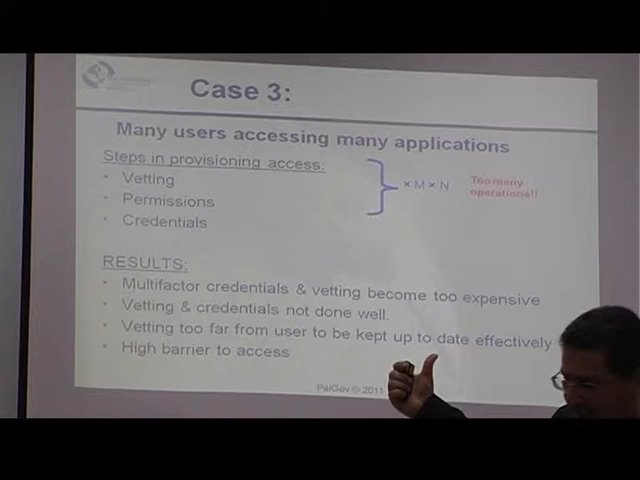 Case 3:
Many users accessing many applications
Steps in provisioning access:
• Vetting
• Permissions
• Credentials
× M × N
Too many
operations!!
RESULTS:
• Multifactor credentials & vetting become too expensive
• Vetting & credentials not done well.
• Vetting too far from user to be kept up to date effectively
• High barrier to access
PalGov © 2011